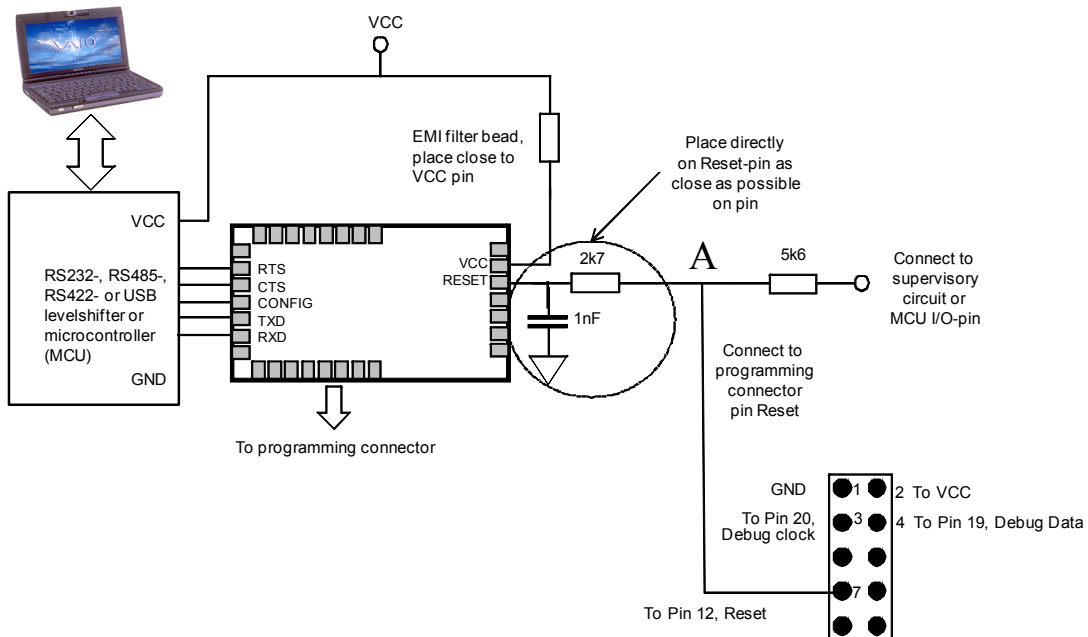 VAIO
VCC
EMI filter bead,
place close to
VCC pin
Place directly
on Reset-pin as
close as possible
on pin
VCC
RS232-, RS485-,
RS422- or USB
levelshifter or
microcontroller
(MCU)
GND
RTS
CTS
CONFIG
TXD
RXD
VCC
RESET
2k7
1nF
A
5k6
Connect to
supervisory
circuit or
MCU I/O-pin
Connect to
programming
connector
pin Reset
To programming connector
GND
1
2 To VCC
To Pin 20,
Debug clock
3
4 To Pin 19, Debug Data
7
To Pin 12, Reset